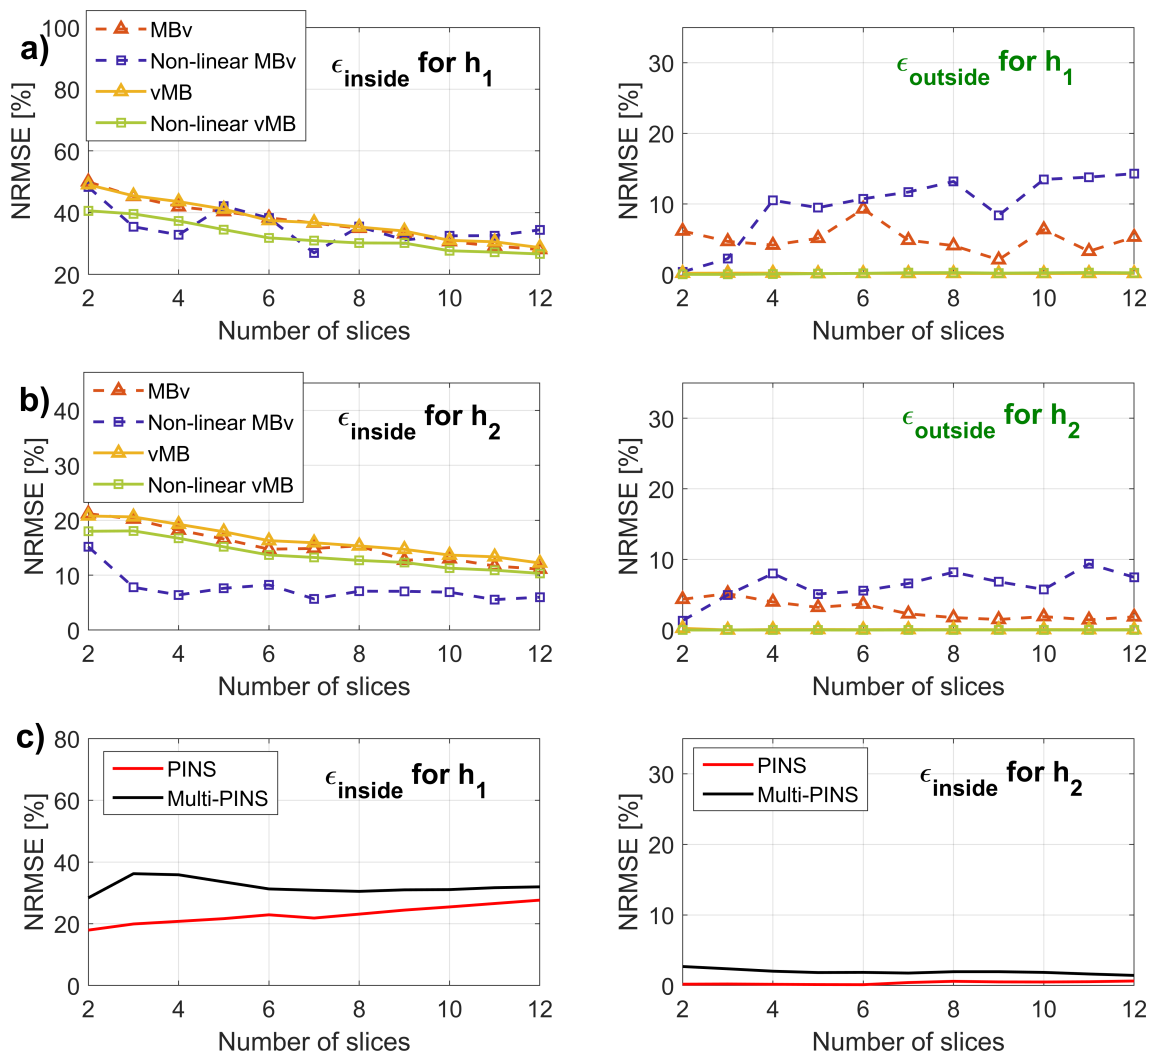 a)
MBv
Non-linear MBv
vMB
Non-linear vMB
ϵinside for h1
NRMSE [%]
100
80
60
40
20
2 4 6 8 10 12
Number of slices
ϵoutside for h1
NRMSE [%]
30
20
10
0
2 4 6 8 10 12
Number of slices
b)
MBv
Non-linear MBv
vMB
Non-linear vMB
ϵinside for h2
NRMSE [%]
40
30
20
10
0
2 4 6 8 10 12
Number of slices
ϵoutside for h2
NRMSE [%]
30
20
10
0
2 4 6 8 10 12
Number of slices
c)
PINS
Multi-PINS
ϵinside for h1
NRMSE [%]
80
60
40
20
0
2 4 6 8 10 12
Number of slices
PINS
Multi-PINS
ϵinside for h2
NRMSE [%]
30
20
10
0
2 4 6 8 10 12
Number of slices